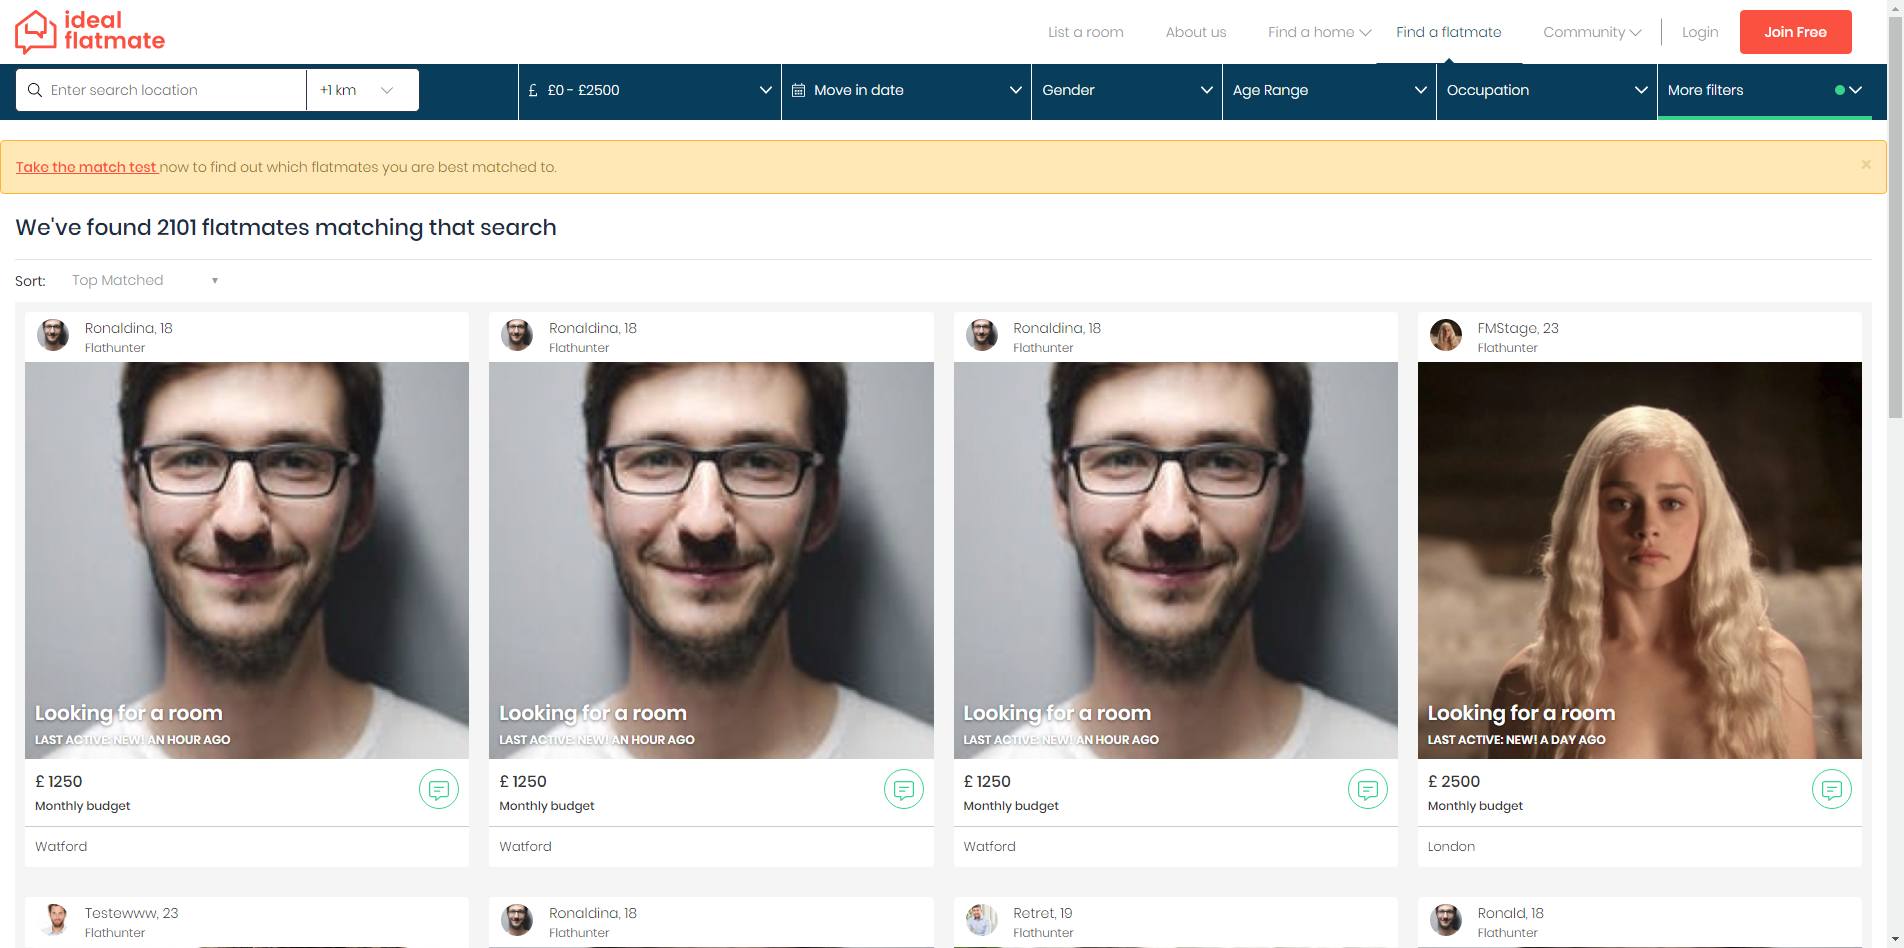 ideal
flatmate
List a room
About us
Find a home
Find a flatmate
Community
Login
Join Free
Enter search location
+1 km
£ £0 - £2500
Move in date
Gender
Age Range
Occupation
More filters
Take the match test now to find out which flatmates you are best matched to.
×
We've found 2101 flatmates matching that search
Sort: Top Matched
Ronaldina, 18
Flathunter
Looking for a room
LAST ACTIVE: NEW! AN HOUR AGO
£ 1250
Monthly budget
Watford
Ronaldina, 18
Flathunter
Looking for a room
LAST ACTIVE: NEW! AN HOUR AGO
£ 1250
Monthly budget
Watford
Ronaldina, 18
Flathunter
Looking for a room
LAST ACTIVE: NEW! AN HOUR AGO
£ 1250
Monthly budget
Watford
FMStage, 23
Flathunter
Looking for a room
LAST ACTIVE: NEW! A DAY AGO
£ 2500
Monthly budget
London
Testewww, 23
Flathunter
Ronaldina, 18
Flathunter
Retret, 19
Flathunter
Ronald, 18
Flathunter